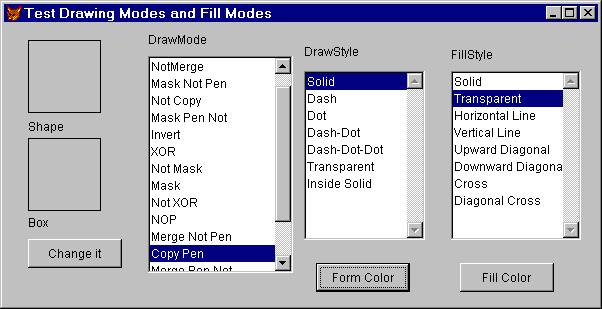 Test Drawing Modes and Fill Modes
Shape
Box
Change it
DrawMode
NotMerge
Mask Not Pen
Not Copy
Mask Pen Not
Invert
XOR
Not Mask
Mask
Not XOR
NOP
Merge Not Pen
Copy Pen
Merge Pen Not
DrawStyle
Solid
Dash
Dot
Dash-Dot
Dash-Dot-Dot
Transparent
Inside Solid
Form Color
FillStyle
Solid
Transparent
Horizontal Line
Vertical Line
Upward Diagonal
Downward Diagona
Cross
Diagonal Cross
Fill Color